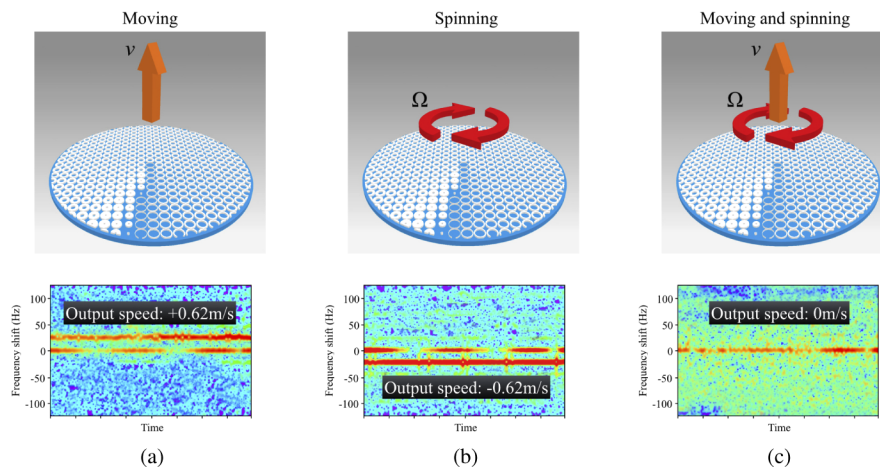 Moving
Spinning
Moving and spinning
v
Ω
v
Ω
Frequency shift (Hz)
100
50
0
-50
-100
Output speed: +0.62m/s
Time
Frequency shift (Hz)
100
50
0
-50
-100
Output speed: -0.62m/s
Time
Frequency shift (Hz)
100
50
0
-50
-100
Output speed: 0m/s
Time
(a)
(b)
(c)